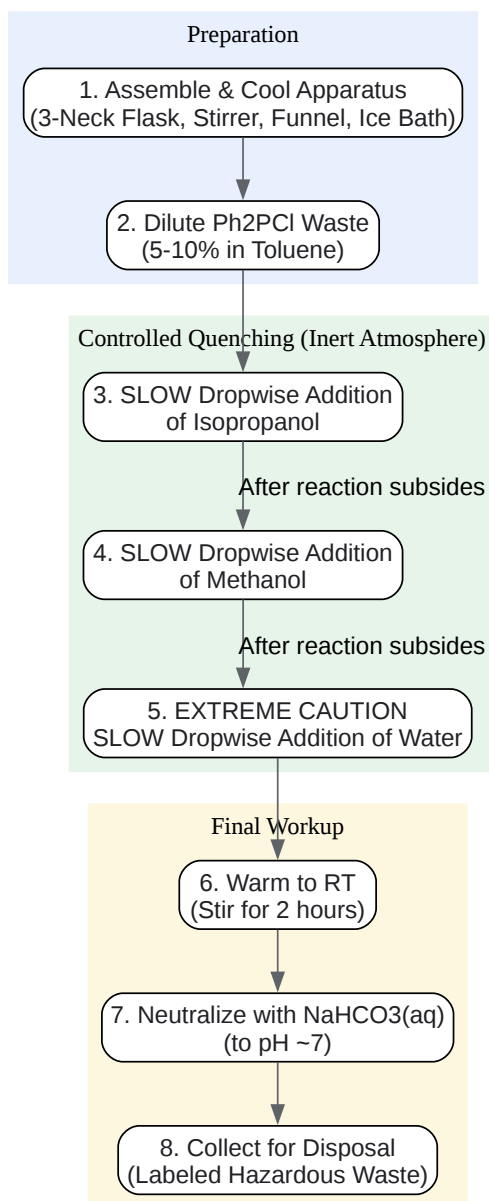 Preparation
1. Assemble & Cool Apparatus
(3-Neck Flask, Stirrer, Funnel, Ice Bath)
2. Dilute Ph2PCl Waste
(5-10% in Toluene)
Controlled Quenching (Inert Atmosphere)
3. SLOW Dropwise Addition
of Isopropanol
After reaction subsides
4. SLOW Dropwise Addition
of Methanol
After reaction subsides
5. EXTREME CAUTION
SLOW Dropwise Addition of Water
Final Workup
6. Warm to RT
(Stir for 2 hours)
7. Neutralize with NaHCO3(aq)
(to pH ~7)
8. Collect for Disposal
(Labeled Hazardous Waste)